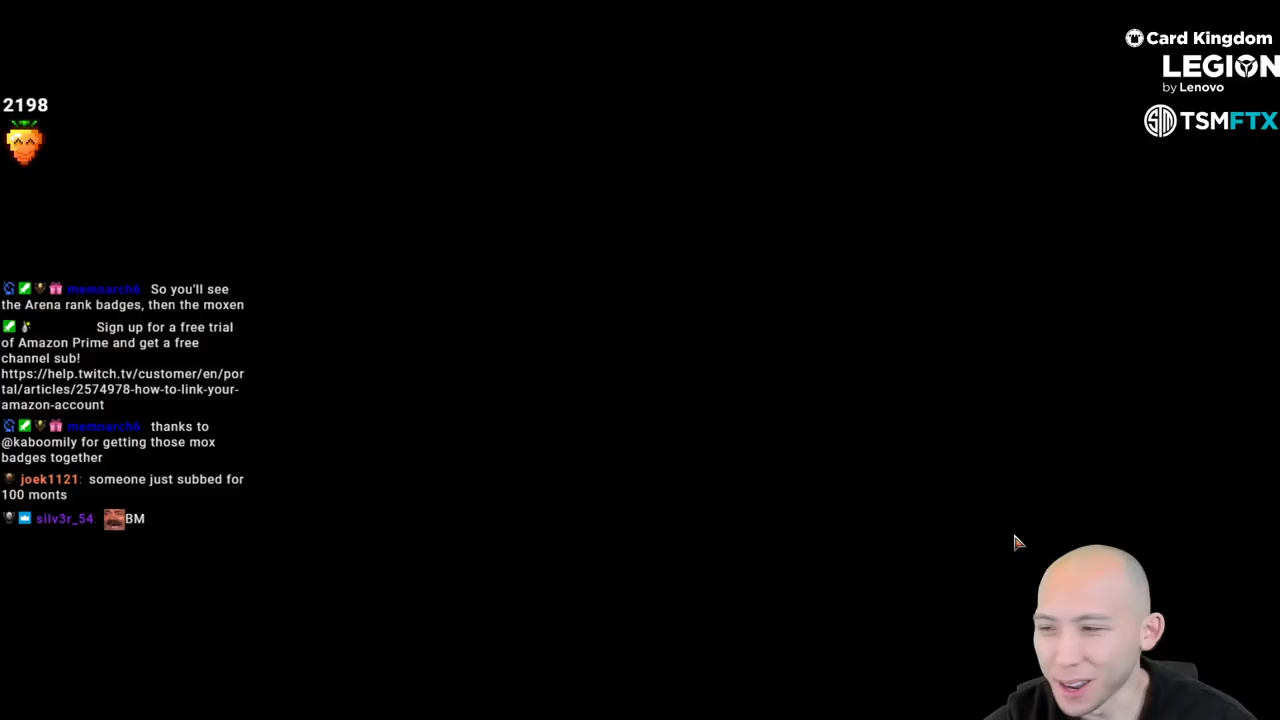 Card Kingdom
LEGION
by Lenovo
2198
TSMFTX
memoarch6 So you'll see
the Arena rank badges, then the moxen
Sign up for a free trial
of Amazon Prime and get a free
channel sub!
https://help.twitch.tv/customer/en/por
tal/articles/2574978-how-to-link-your-
amazon-account
memoarch6 thanks to
@kaboomily for getting those mox
badges together
joek1121: someone just subbed for
100 monts
silv3r_54 BM